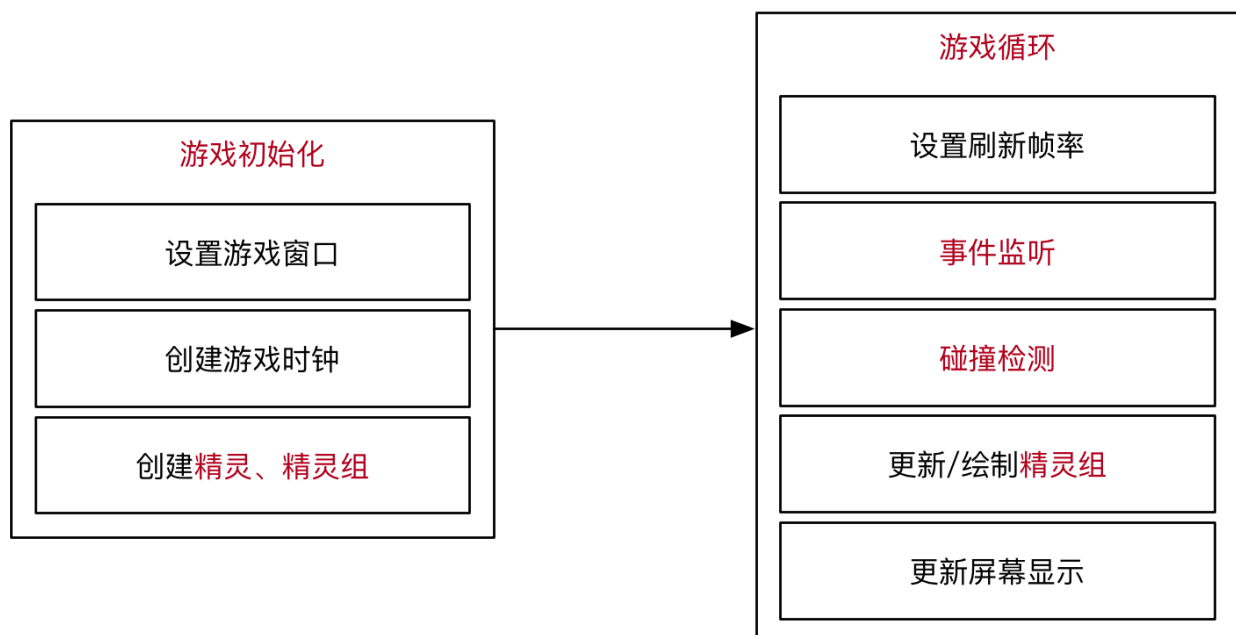 游戏初始化
设置游戏窗口
创建游戏时钟
创建精灵、精灵组
游戏循环
设置刷新帧率
事件监听
碰撞检测
更新/绘制精灵组
更新屏幕显示